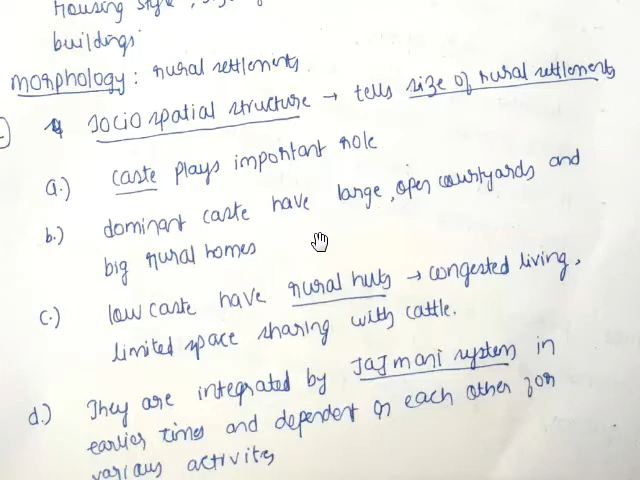 Housing style,
buildings
morphology: rural settlements
socio spatial structure → tells size of rural settlements
a.) caste plays important role
b.) dominant caste have large, open courtyards and
big rural homes
c.) low caste have rural huts → congested living,
limited space sharing with cattle.
d.) They are integrated by JAJmani system in
earlier times and dependent on each other for
various activities